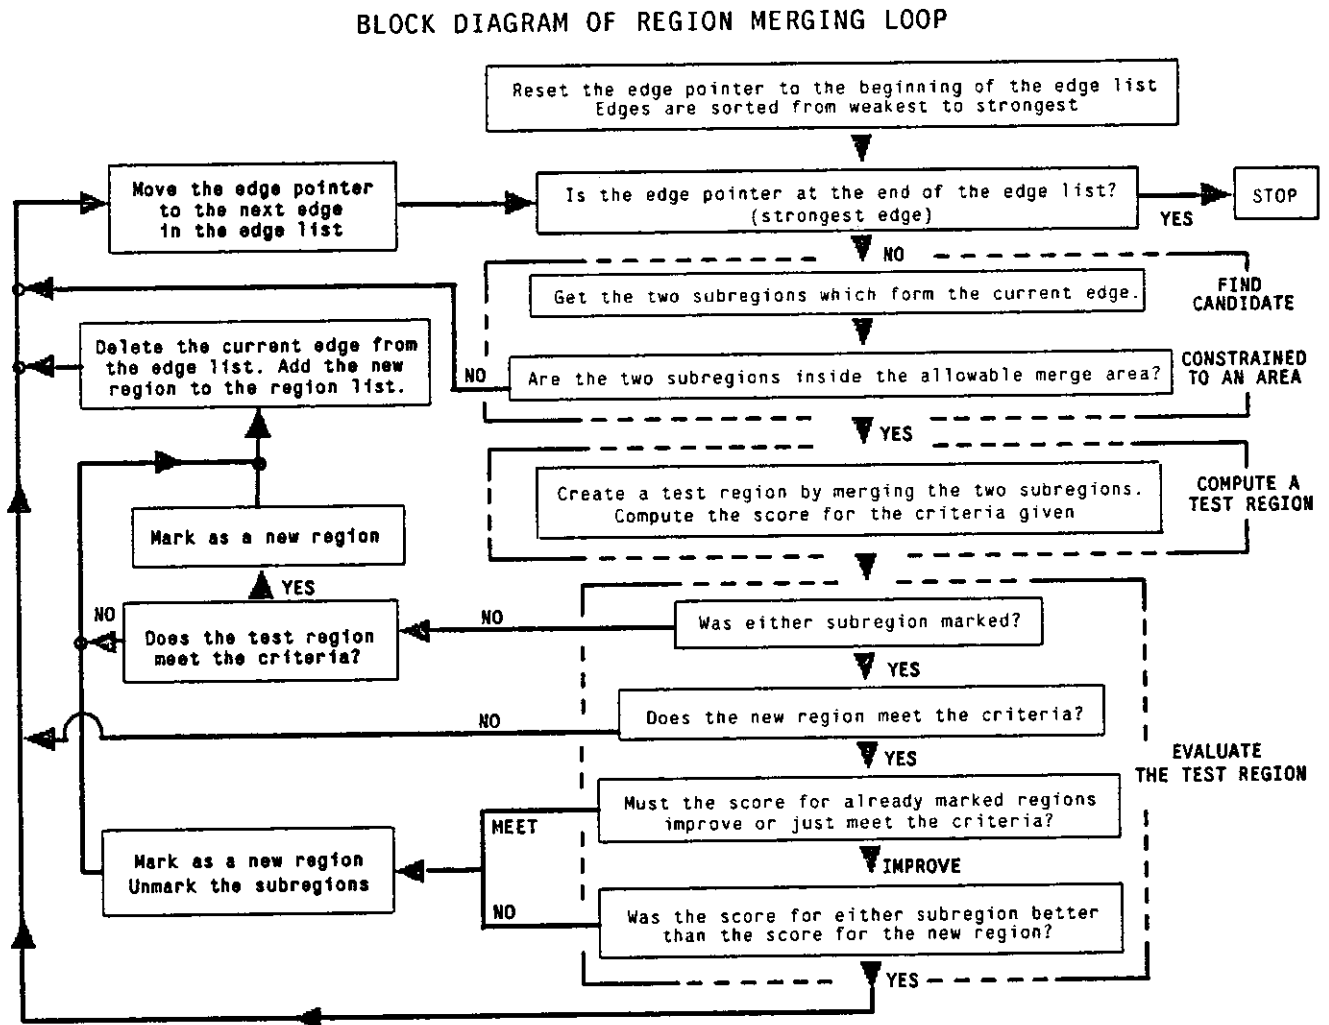 BLOCK DIAGRAM OF REGION MERGING LOOP
Reset the edge pointer to the beginning of the edge list
Edges are sorted from weakest to strongest
Move the edge pointer
to the next edge
in the edge list
Is the edge pointer at the end of the edge list?
(strongest edge)
YES
STOP
NO
Get the two subregions which form the current edge.
FIND
CANDIDATE
Delete the current edge from
the edge list. Add the new
region to the region list.
NO
Are the two subregions inside the allowable merge area?
CONSTRAINED
TO AN AREA
YES
Create a test region by merging the two subregions.
Compute the score for the criteria given
COMPUTE A
TEST REGION
Mark as a new region
YES
NO
Does the test region
meet the criteria?
NO
Was either subregion marked?
YES
NO
Does the new region meet the criteria?
YES
EVALUATE
THE TEST REGION
Must the score for already marked regions
improve or just meet the criteria?
MEET
IMPROVE
Mark as a new region
Unmark the subregions
NO
Was the score for either subregion better
than the score for the new region?
YES